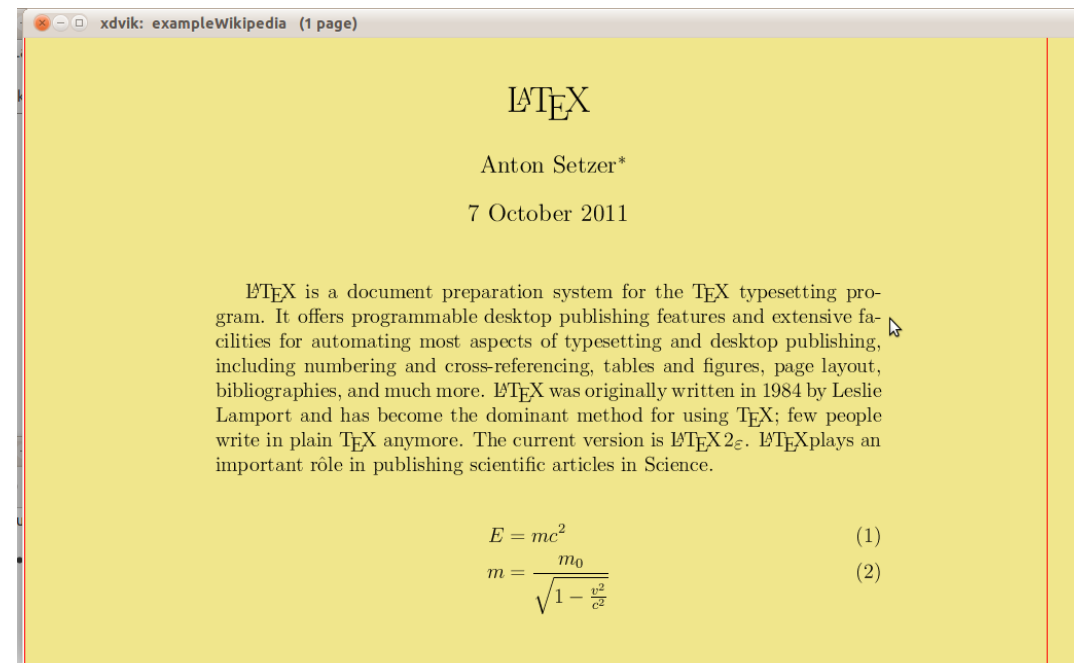 xdvik: exampleWikipedia (1 page)
LATEX
Anton Setzer*
7 October 2011
LATEX is a document preparation system for the TEX typesetting pro-
gram. It offers programmable desktop publishing features and extensive fa-
cilities for automating most aspects of typesetting and desktop publishing,
including numbering and cross-referencing, tables and figures, page layout,
bibliographies, and much more. LATEX was originally written in 1984 by Leslie
Lamport and has become the dominant method for using TEX; few people
write in plain TEX anymore. The current version is LATEX 2ε. LATEXplays an
important rôle in publishing scientific articles in Science.
E = mc² (1)
m = m₀ / √(1 − v²/c²) (2)